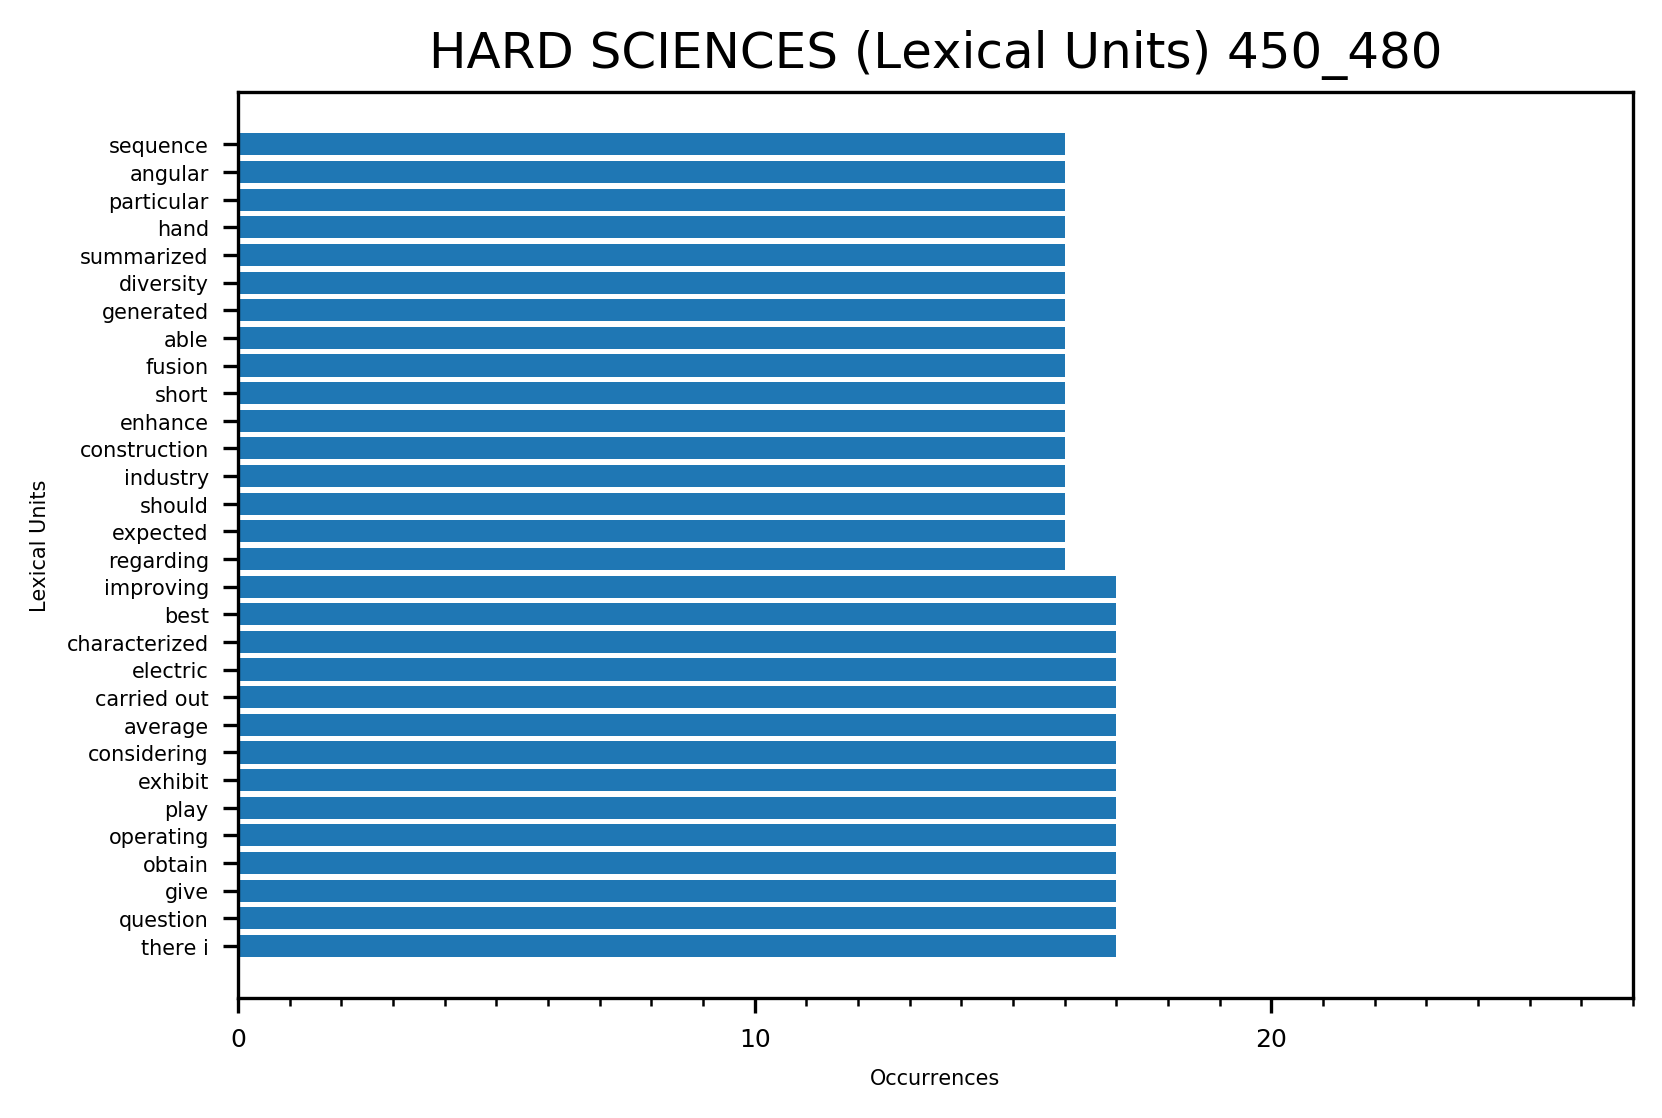 HARD SCIENCES (Lexical Units) 450_480
sequence
angular
particular
hand
summarized
diversity
generated
able
fusion
short
enhance
construction
industry
should
expected
regarding
improving
best
characterized
electric
carried out
average
considering
exhibit
play
operating
obtain
give
question
there i
Lexical Units
0 10 20
Occurrences